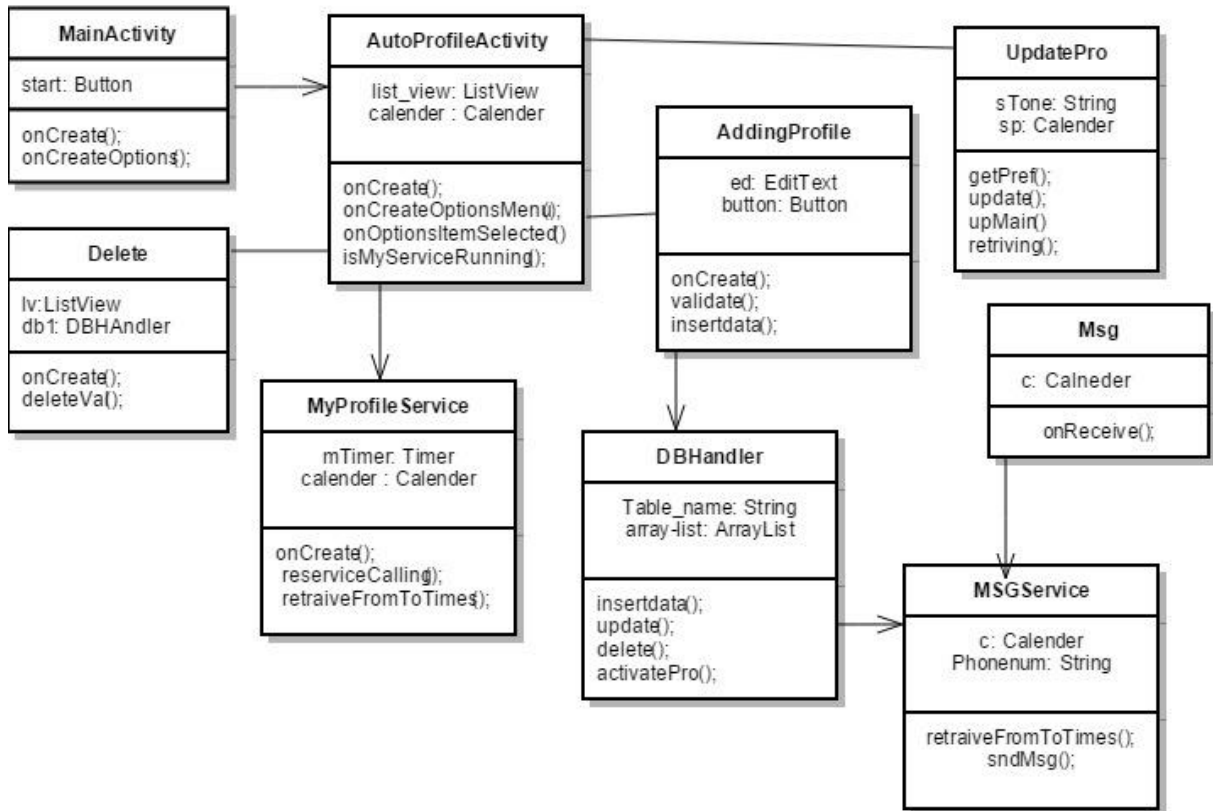 MainActivity
start: Button
onCreate();
onCreateOptions();
AutoProfileActivity
list_view: ListView
calender : Calender
onCreate();
onCreateOptionsMenu();
onOptionsItemSelected()
isMyServiceRunning();
UpdatePro
sTone: String
sp: Calender
getPref();
update();
upMain()
retriving();
AddingProfile
ed: EditText
button: Button
onCreate();
validate();
insertdata();
Delete
lv:ListView
db1: DBHAndler
onCreate();
deleteVal();
MyProfileService
mTimer: Timer
calender : Calender
onCreate();
reserviceCalling();
retraiveFromToTimes();
DBHandler
Table_name: String
array-list: ArrayList
insertdata();
update();
delete();
activatePro();
Msg
c: Calneder
onReceive();
MSGService
c: Calender
Phonenum: String
retraiveFromToTimes();
sndMsg();